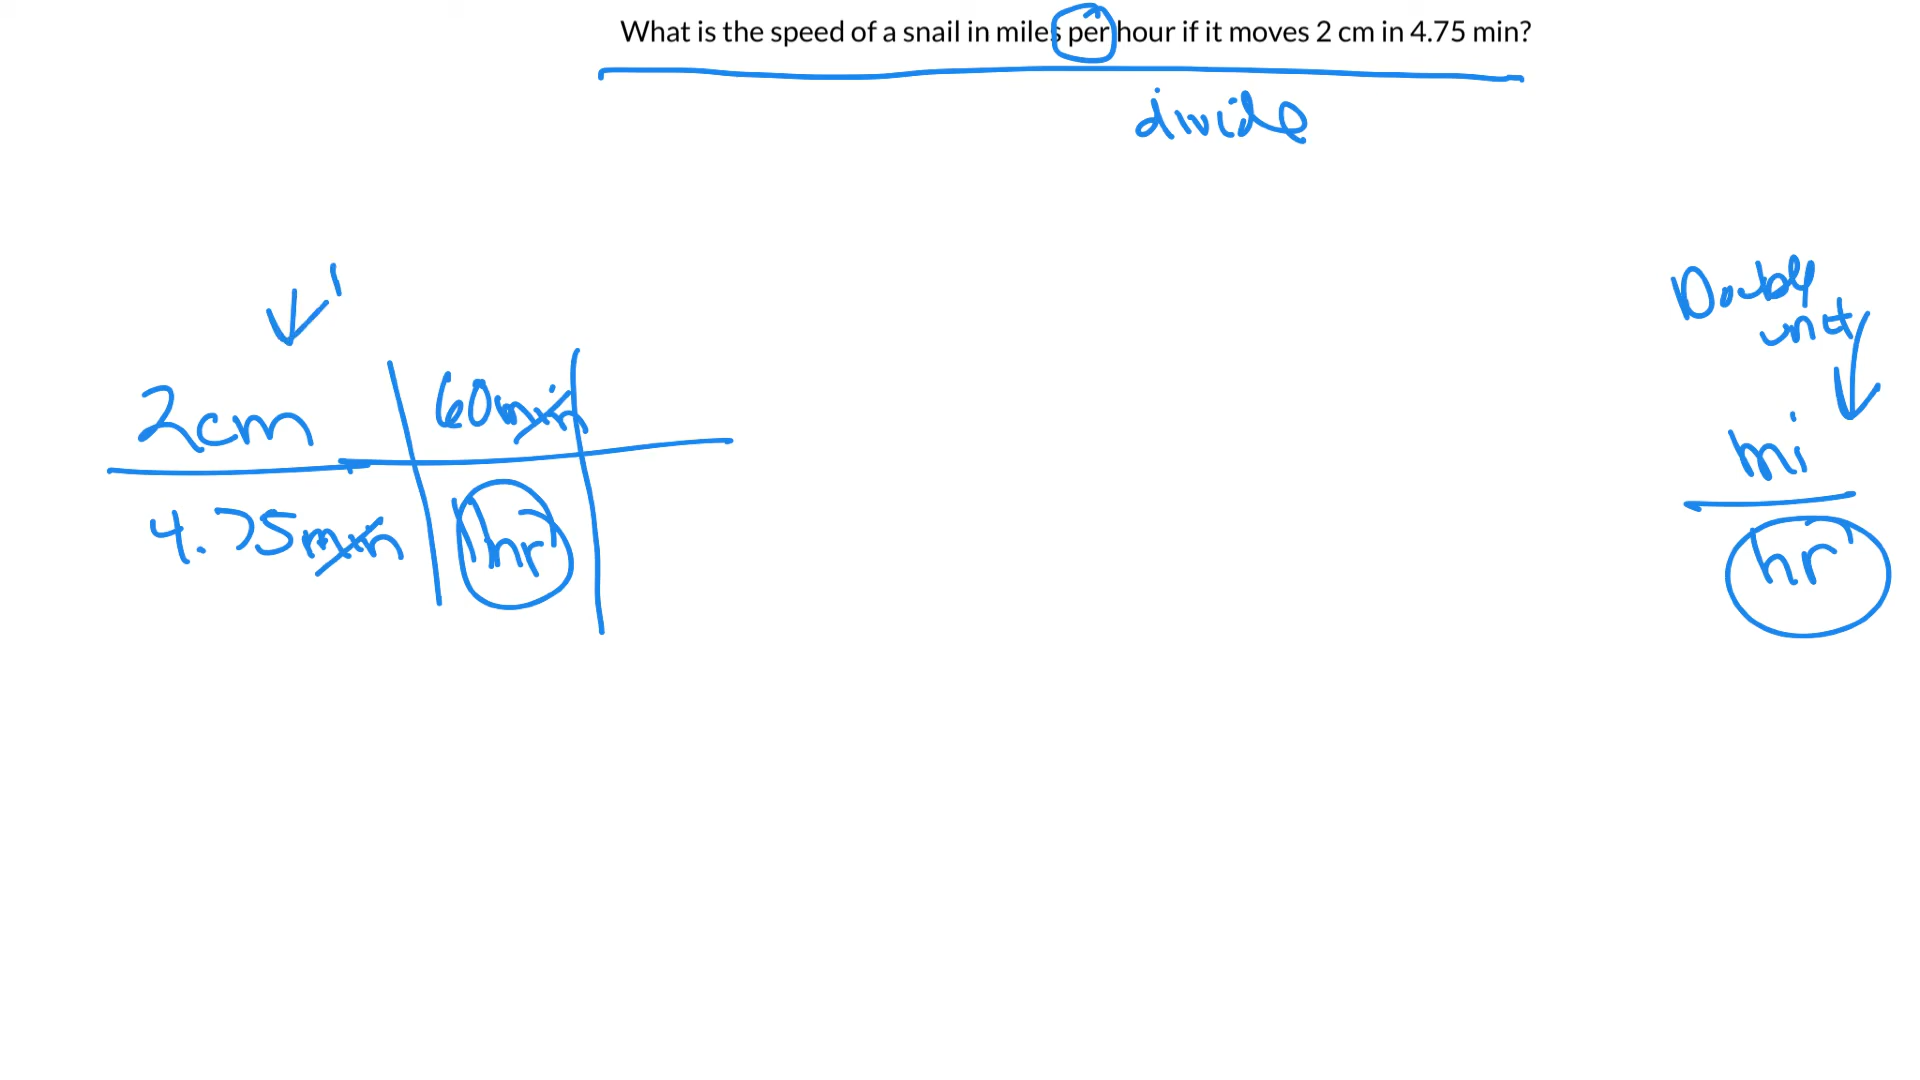 What is the speed of a snail in miles per hour if it moves 2 cm in 4.75 min?
divide
Double
unit
2cm
60min
4.75min
1hr
mi
hr